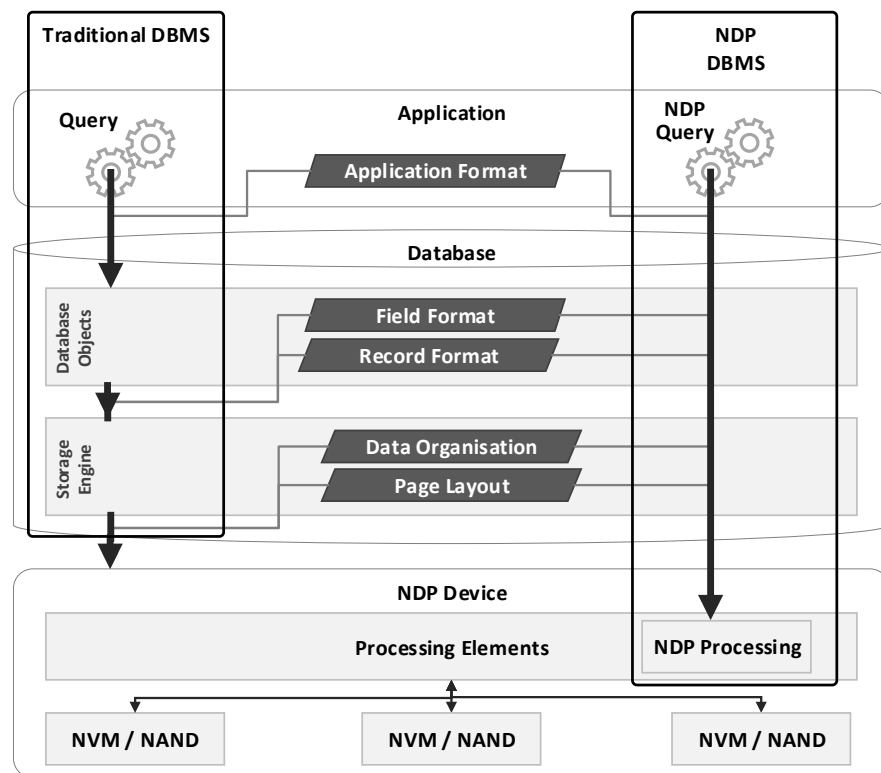 Traditional DBMS
NDP
DBMS
Application
Query
NDP
Query
Application Format
Database
Database
Objects
Field Format
Record Format
Storage
Engine
Data Organisation
Page Layout
NDP Device
Processing Elements
NDP Processing
NVM / NAND
NVM / NAND
NVM / NAND